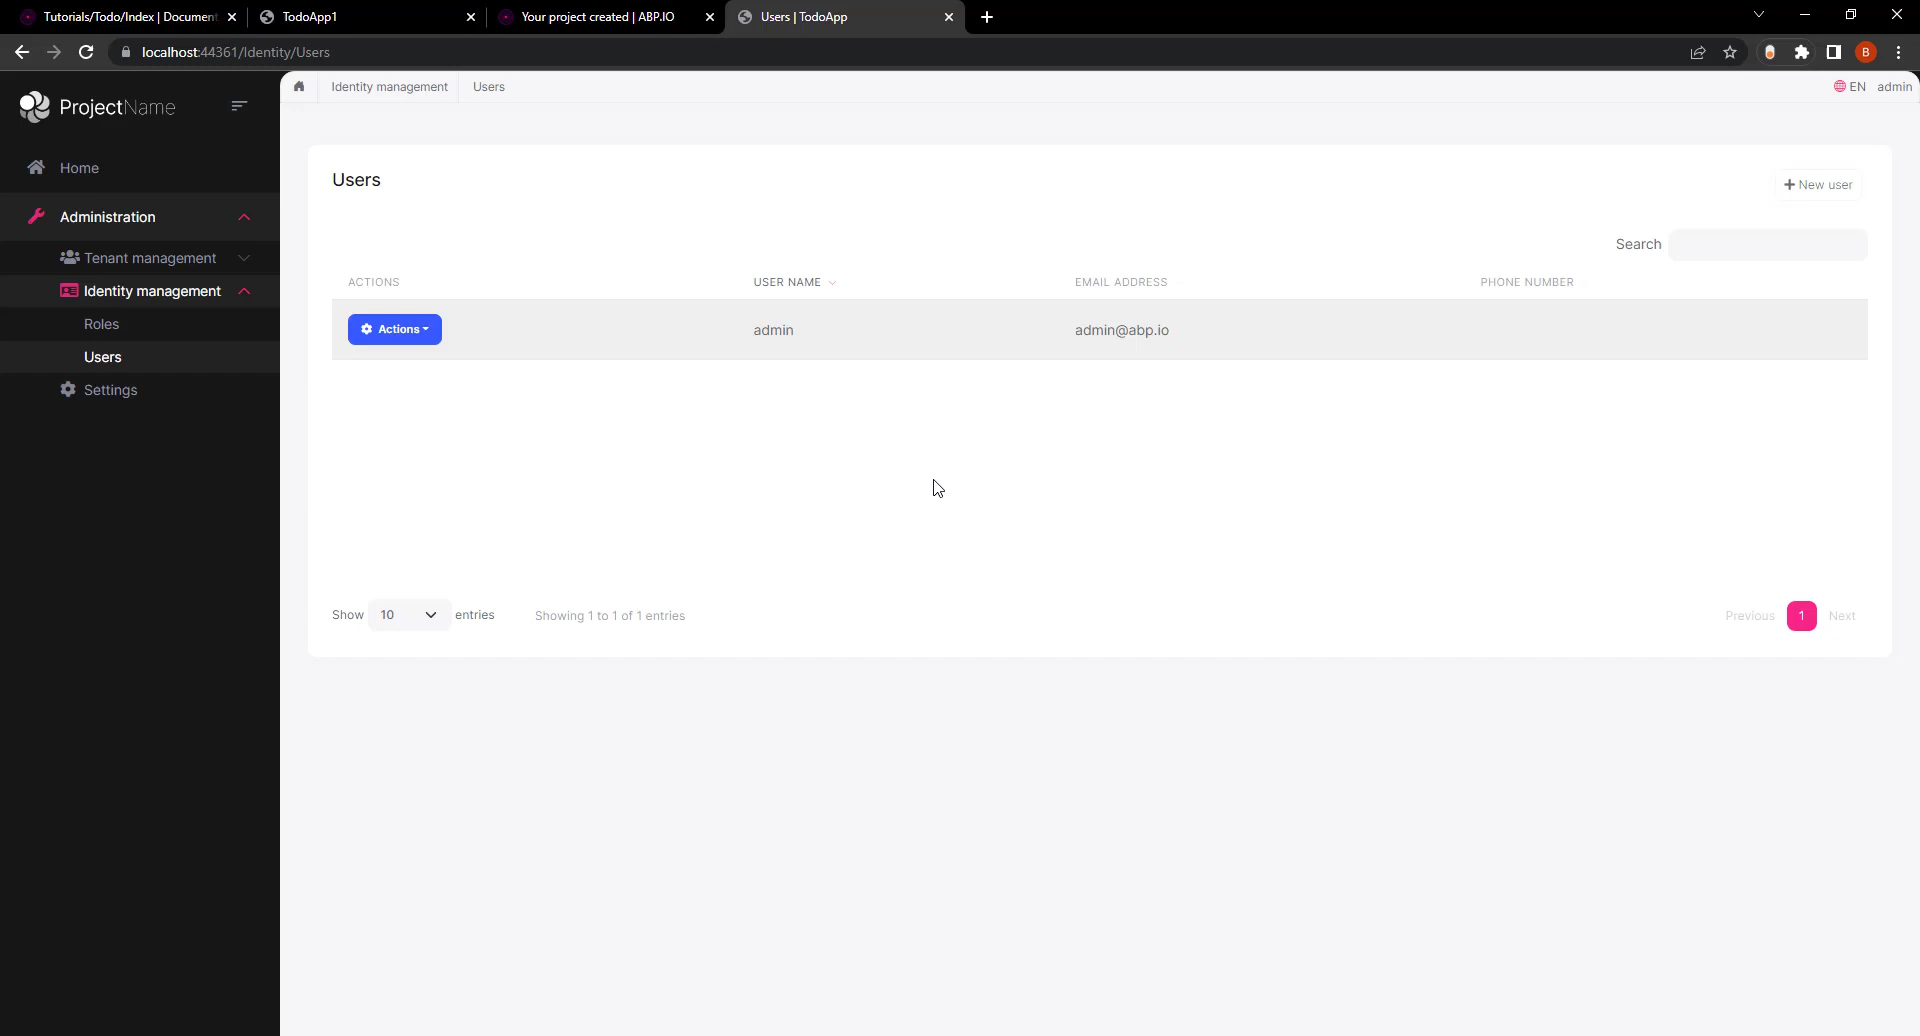 Tutorials/Todo/Index | Document
TodoApp1
Your project created | ABP.IO
Users | TodoApp
localhost:44361/Identity/Users
B
ProjectName
Identity management
Users
EN
admin
Home
Administration
Tenant management
Identity management
Roles
Users
Settings
Users
New user
Search
ACTIONS
USER NAME
EMAIL ADDRESS
PHONE NUMBER
Actions
admin
admin@abp.io
Show 10 entries
Showing 1 to 1 of 1 entries
Previous
1
Next